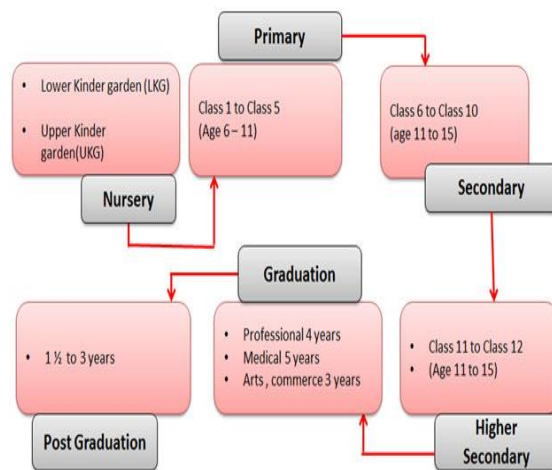 Primary
• Lower Kinder garden (LKG)
• Upper Kinder
garden(UKG)
Nursery
Class 1 to Class 5
(Age 6 – 11)
Class 6 to Class 10
(age 11 to 15)
Secondary
Graduation
• 1 ½ to 3 years
Post Graduation
• Professional 4 years
• Medical 5 years
• Arts , commerce 3 years
• Class 11 to Class 12
• (Age 11 to 15)
Higher
Secondary